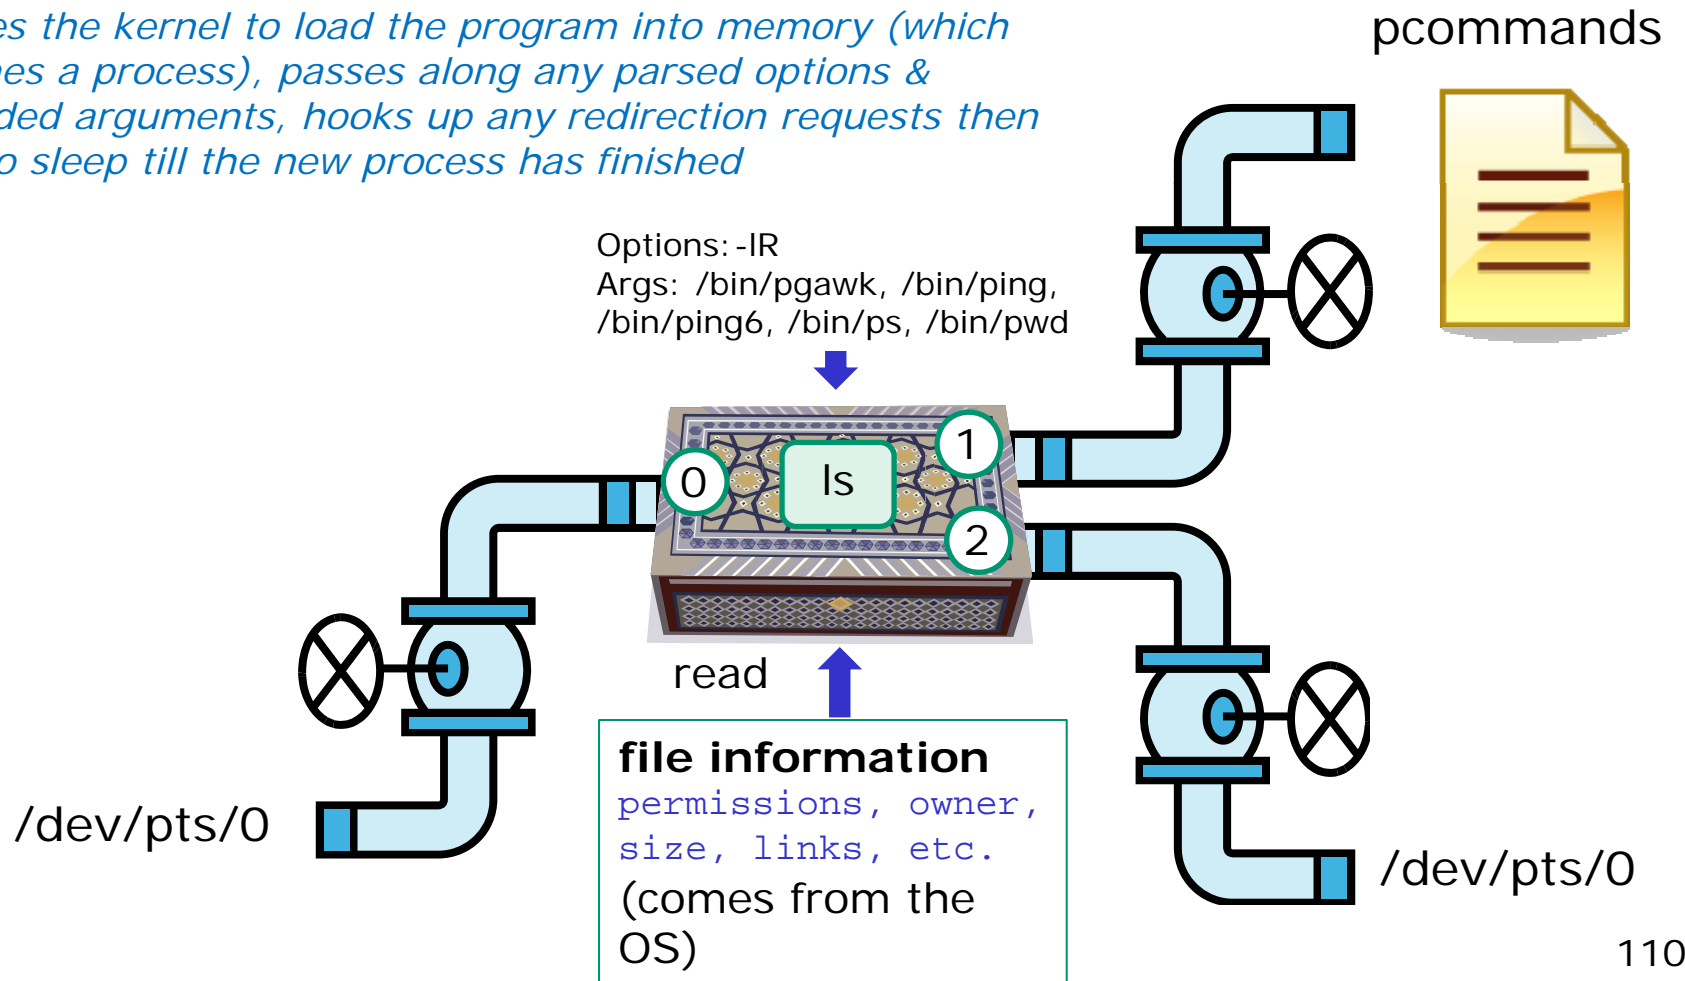 es the kernel to load the program into memory (which
nes a process), passes along any parsed options &
ded arguments, hooks up any redirection requests then
o sleep till the new process has finished
pcommands
Options: -lR
Args: /bin/pgawk, /bin/ping,
/bin/ping6, /bin/ps, /bin/pwd
0
ls
1
2
read
file information
permissions, owner,
size, links, etc.
(comes from the
OS)
/dev/pts/0
/dev/pts/0
110